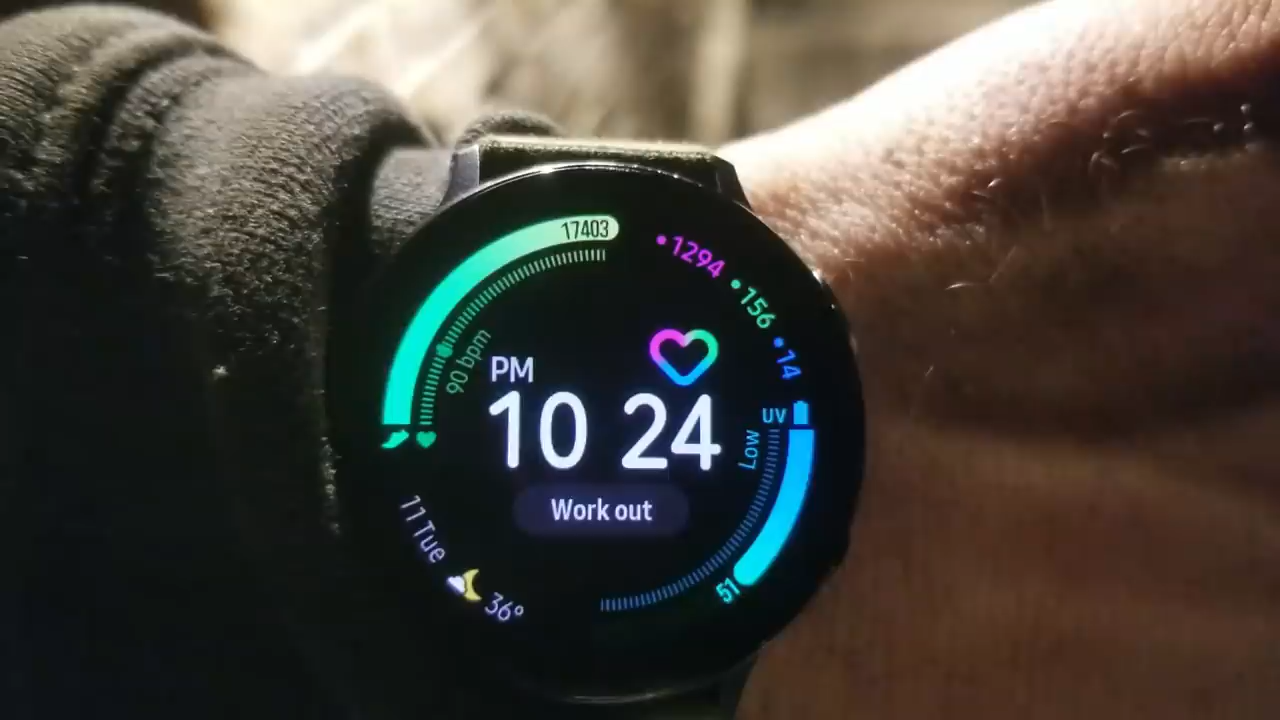 17403
•1294 •156 •14
90 bpm
PM
10 24
UV
Low
Work out
51
11 Tue
36°